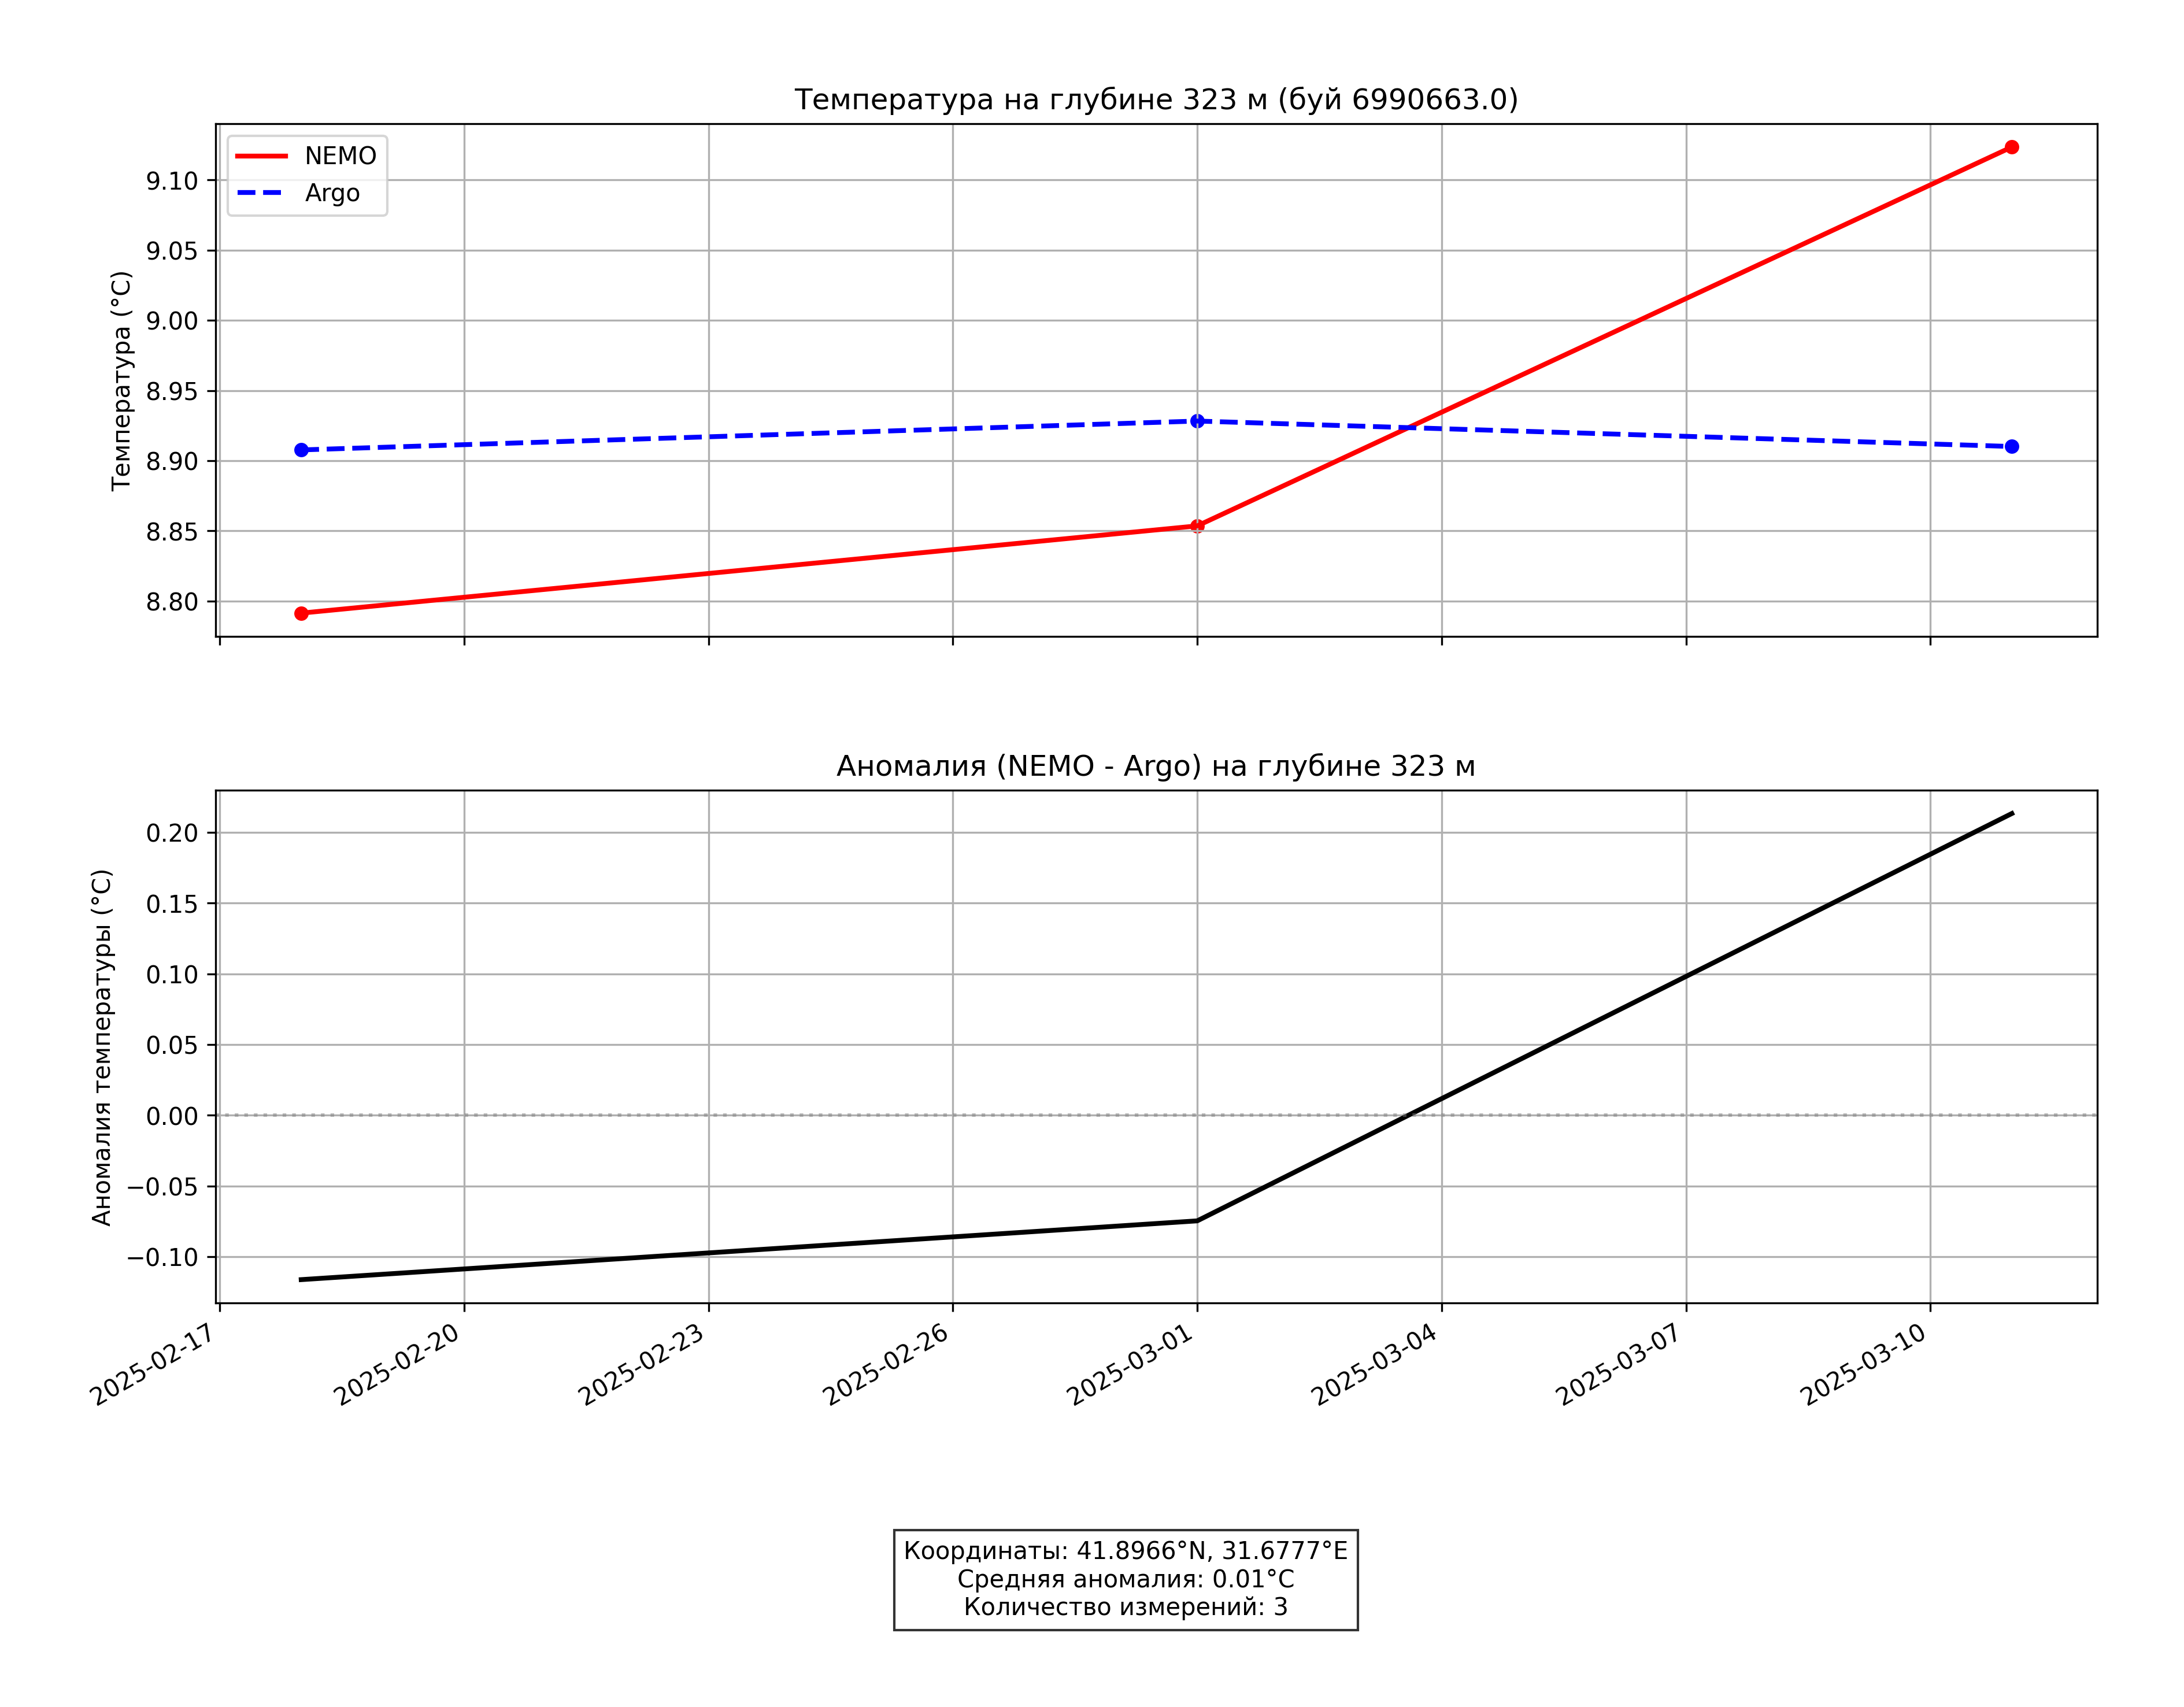 Температура на глубине 323 м (буй 6990663.0)
NEMO
Argo
Температура (°C)
9.10
9.05
9.00
8.95
8.90
8.85
8.80
Аномалия (NEMO - Argo) на глубине 323 м
Аномалия температуры (°C)
0.20
0.15
0.10
0.05
0.00
−0.05
−0.10
2025-02-17
2025-02-20
2025-02-23
2025-02-26
2025-03-01
2025-03-04
2025-03-07
2025-03-10
Координаты: 41.8966°N, 31.6777°E
Средняя аномалия: 0.01°C
Количество измерений: 3